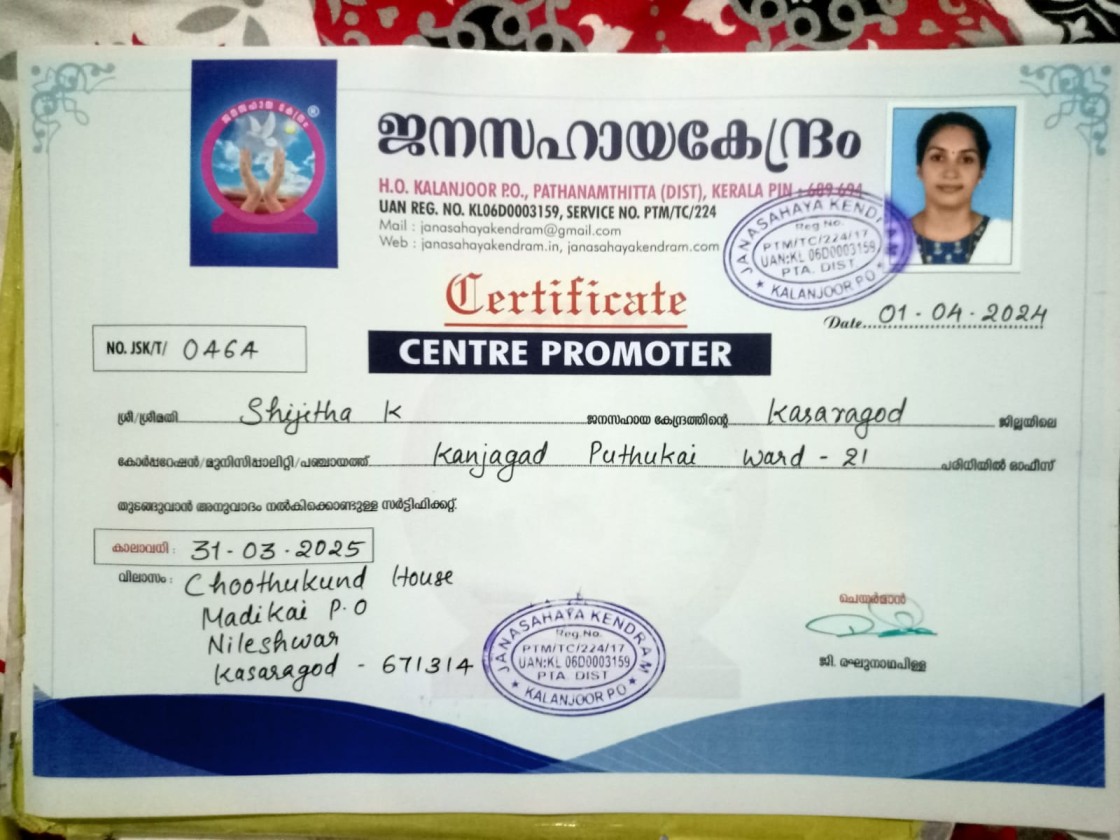 ജനസഹായ കേന്ദ്രം
®
ജനസഹായകേന്ദ്രം
H.O. KALANJOOR P.O., PATHANAMTHITTA (DIST), KERALA PIN : 689 694
UAN REG. NO. KL06D0003159, SERVICE NO. PTM/TC/224
Mail : janasahayakendram@gmail.com
Web : janasahayakendram.in, janasahayakendram.com
JANASAHAYA KENDRAM
Reg No.
PTM/TC/224/17
UAN:KL 06D0003159
PTA. DIST
KALANJOOR PO
Certificate
Date 01-04-2024
NO. JSK/T/ 0464
CENTRE PROMOTER
ശ്രീ/ശ്രീമതി Shijitha K ജനസഹായ കേന്ദ്രത്തിന്റെ Kasaragod ജില്ലയിലെ
കോർപ്പറേഷൻ/മുനിസിപ്പാലിറ്റി/പഞ്ചായത്ത് Kanjagad Puthukai ward - 21 പരിധിയിൽ ഓഫീസ്
തുടങ്ങുവാൻ അനുവാദം നൽകിക്കൊണ്ടുള്ള സർട്ടിഫിക്കറ്റ്.
കാലാവധി : 31-03-2025
വിലാസം : Choothukund House
Madikai P.O
Nileshwar
Kasaragod - 671314
JANASAHAYA KENDRAM
Reg.No.
PTM/TC/224/17
UAN:KL 06D0003159
PTA. DIST
KALANJOOR PO
ചെയർമാൻ
ജി. രഘുനാഥപിള്ള